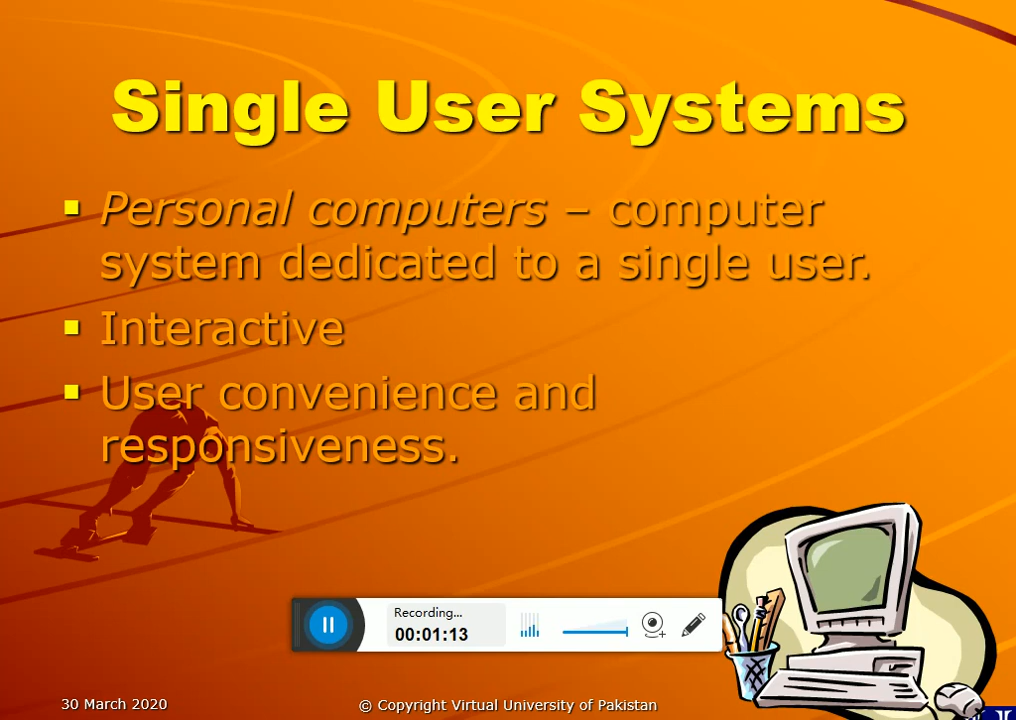 Single User Systems
Personal computers – computer
system dedicated to a single user.
Interactive
User convenience and
responsiveness.
Recording...
00:01:13
30 March 2020
© Copyright Virtual University of Pakistan